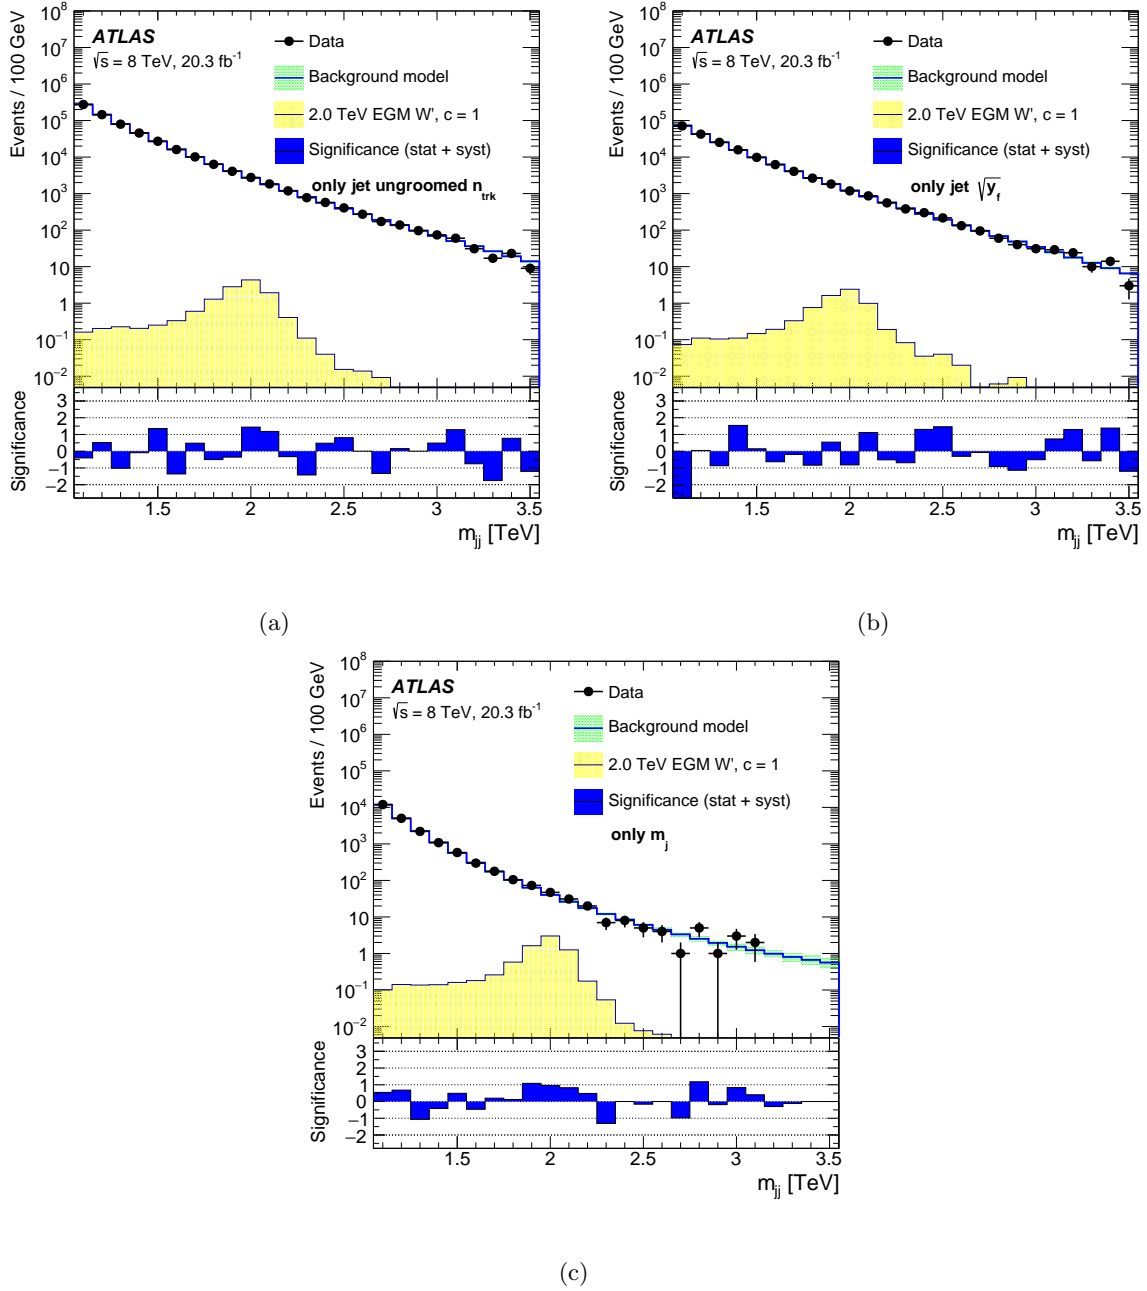 Events / 100 GeV
10^8
10^7
10^6
10^5
10^4
10^3
10^2
10
1
10^−1
10^−2
ATLAS
√s = 8 TeV, 20.3 fb^-1
Data
Background model
2.0 TeV EGM W', c = 1
Significance (stat + syst)
only jet ungroomed n_trk
Significance
3
2
1
0
−1
−2
1.5 2 2.5 3 3.5
m_jj [TeV]
(a)
Events / 100 GeV
10^8
10^7
10^6
10^5
10^4
10^3
10^2
10
1
10^−1
10^−2
ATLAS
√s = 8 TeV, 20.3 fb^-1
Data
Background model
2.0 TeV EGM W', c = 1
Significance (stat + syst)
only jet √y_f
Significance
3
2
1
0
−1
−2
1.5 2 2.5 3 3.5
m_jj [TeV]
(b)
Events / 100 GeV
10^8
10^7
10^6
10^5
10^4
10^3
10^2
10
1
10^−1
10^−2
ATLAS
√s = 8 TeV, 20.3 fb^-1
Data
Background model
2.0 TeV EGM W', c = 1
Significance (stat + syst)
only m_j
Significance
3
2
1
0
−1
−2
1.5 2 2.5 3 3.5
m_jj [TeV]
(c)